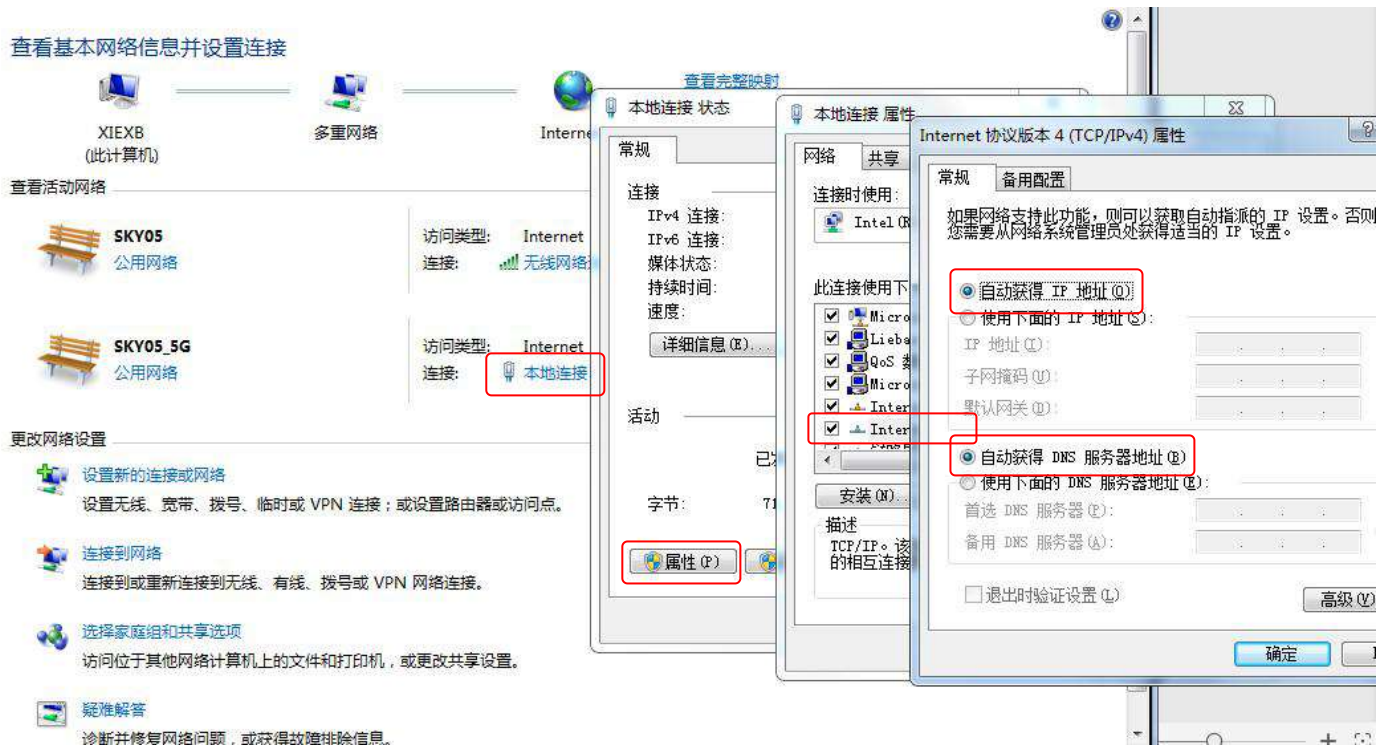 查看基本网络信息并设置连接
查看完整映射
XIEXB
(此计算机)
多重网络
查看活动网络
SKY05
公用网络
访问类型: Internet
连接: 无线网络
SKY05_5G
公用网络
访问类型: Internet
连接: 本地连接
更改网络设置
设置新的连接或网络
设置无线、宽带、拨号、临时或 VPN 连接；或设置路由器或访问点。
连接到网络
连接到或重新连接到无线、有线、拨号或 VPN 网络连接。
选择家庭组和共享选项
访问位于其他网络计算机上的文件和打印机，或更改共享设置。
疑难解答
诊断并修复网络问题，或获得故障排除信息。
本地连接 状态
常规
连接
IPv4 连接:
IPv6 连接:
媒体状态:
持续时间:
速度:
详细信息(E)...
活动
字节: 71
属性(P)
本地连接 属性
网络 共享
连接时使用:
Intel(R
此连接使用下
Micro
Lieba
QoS
Micro
Inter
Inter
安装(N)..
描述
TCP/IP。该
的相互连接
Internet 协议版本 4 (TCP/IPv4) 属性
常规 备用配置
如果网络支持此功能，则可以获取自动指派的 IP 设置。否则
您需要从网络系统管理员处获得适当的 IP 设置。
自动获得 IP 地址(O)
使用下面的 IP 地址(S):
IP 地址(I):
子网掩码(U):
默认网关(D):
自动获得 DNS 服务器地址(B)
使用下面的 DNS 服务器地址(E):
首选 DNS 服务器(P):
备用 DNS 服务器(A):
退出时验证设置(L)
高级(V)
确定